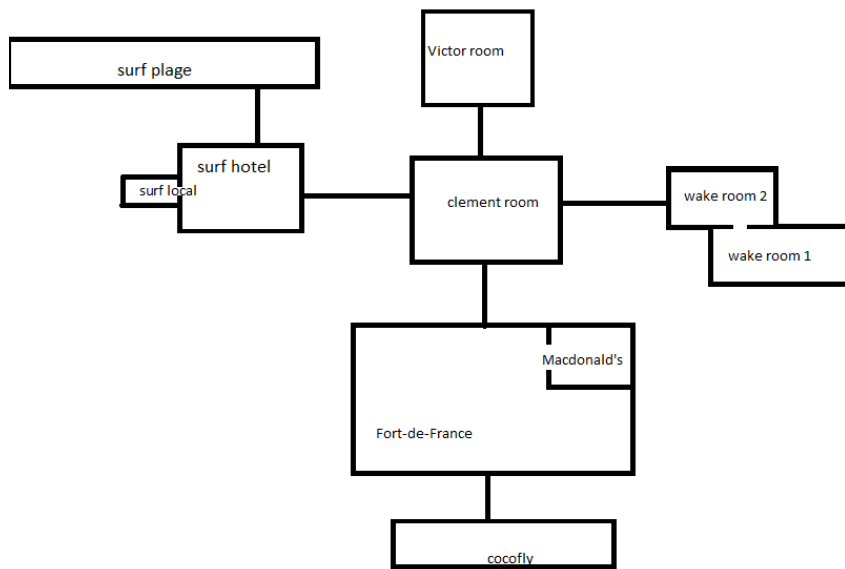 Victor room
surf plage
surf hotel
surf local
clement room
wake room 2
wake room 1
Macdonald's
Fort-de-France
cocofly